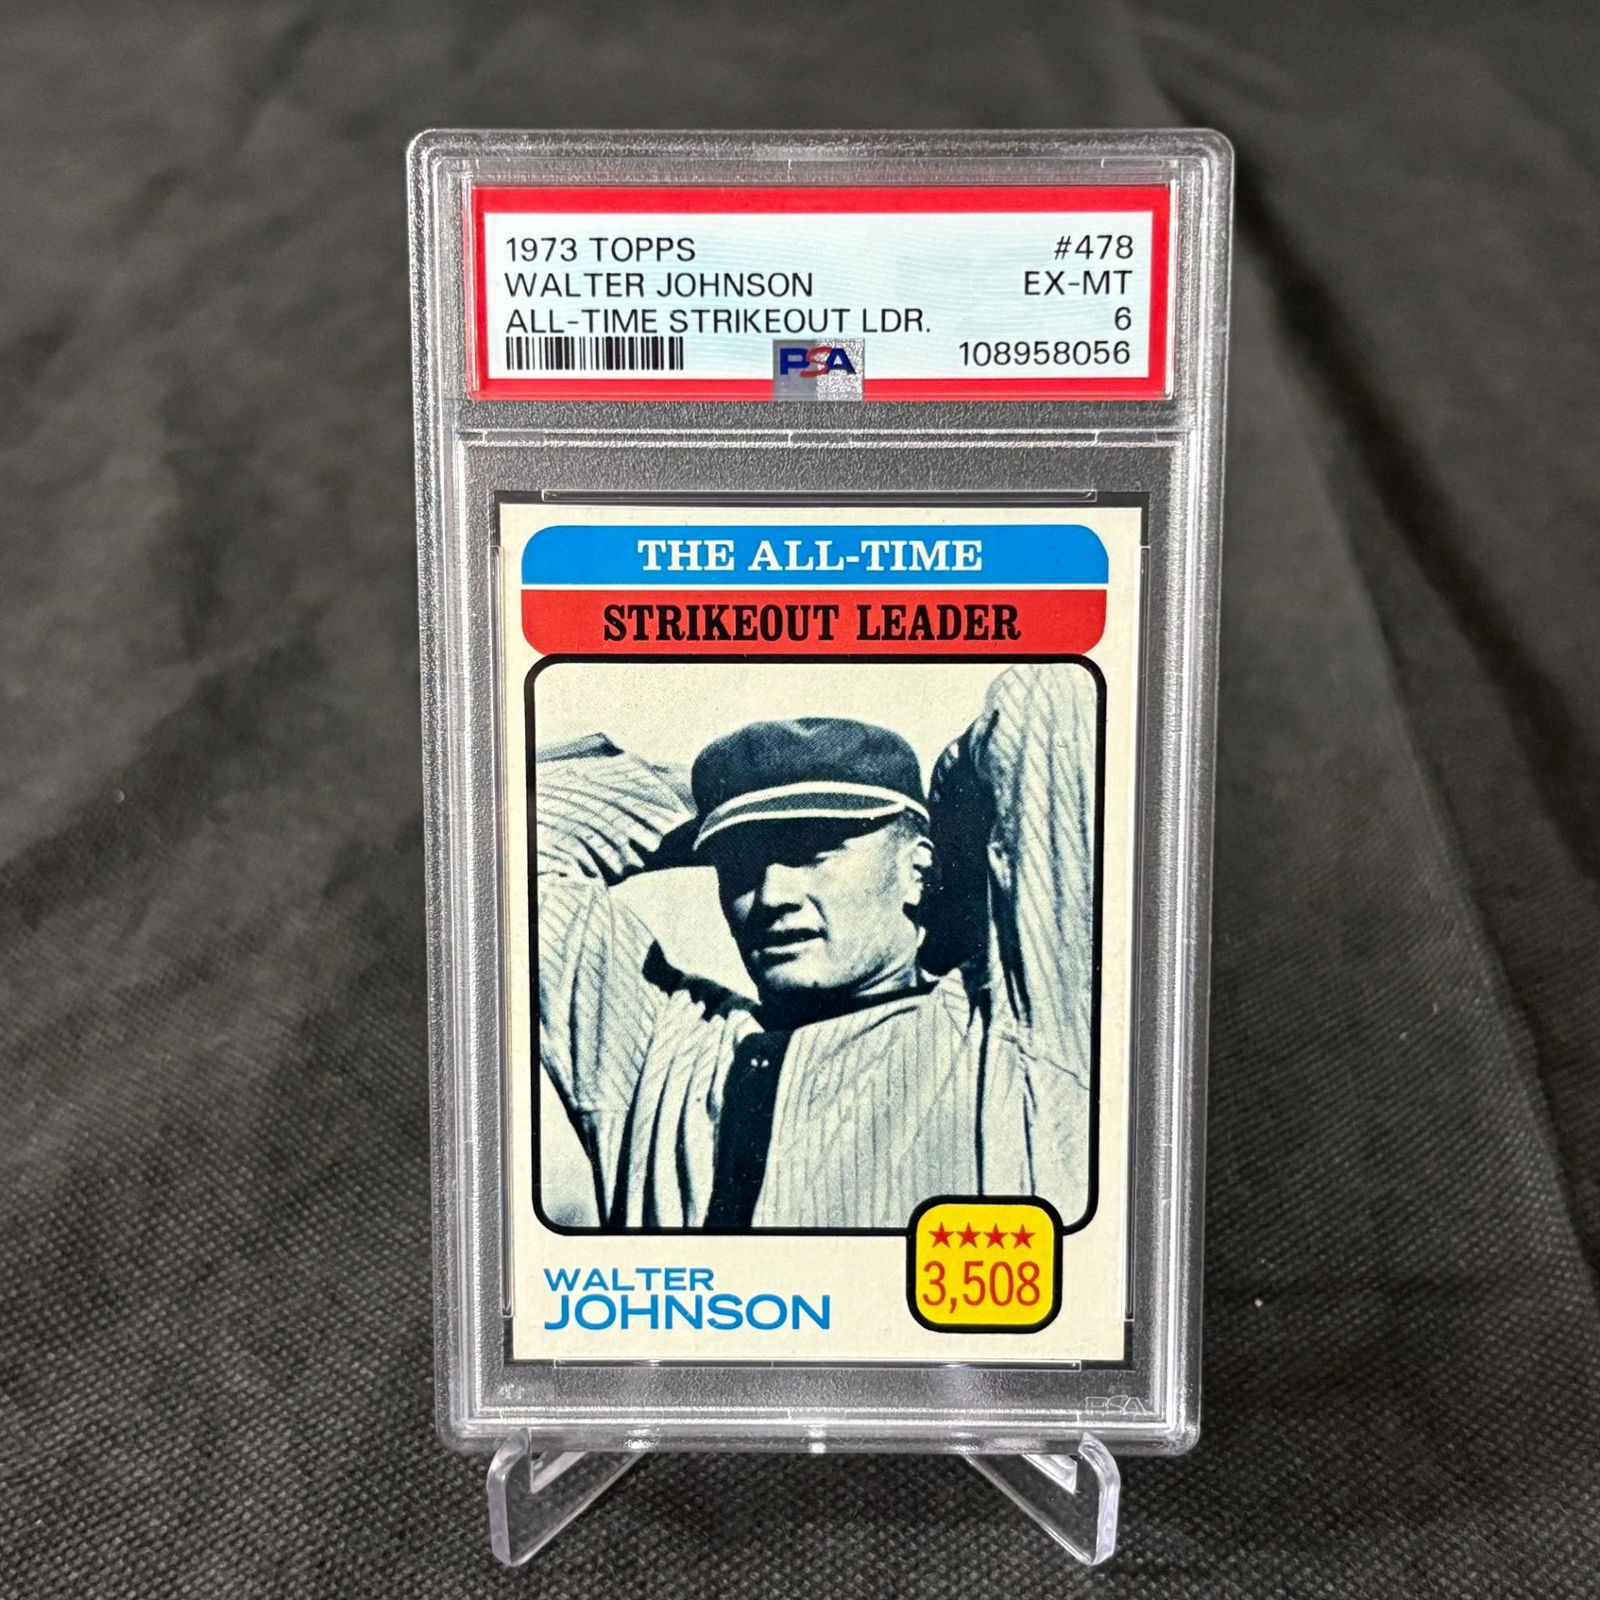 1973 TOPPS #478
WALTER JOHNSON EX-MT
ALL-TIME STRIKEOUT LDR. 6
PSA 108958056
THE ALL-TIME
STRIKEOUT LEADER
WALTER
JOHNSON
3,508
PSA